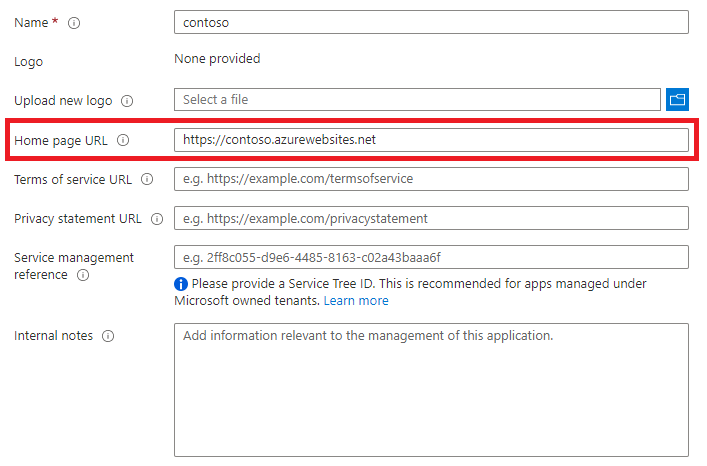 Name * contoso
Logo None provided
Upload new logo Select a file
Home page URL https://contoso.azurewebsites.net
Terms of service URL e.g. https://example.com/termsofservice
Privacy statement URL e.g. https://example.com/privacystatement
Service management
reference e.g. 2ff8c055-d9e6-4485-8163-c02a43baaa6f
Please provide a Service Tree ID. This is recommended for apps managed under
Microsoft owned tenants. Learn more
Internal notes Add information relevant to the management of this application.